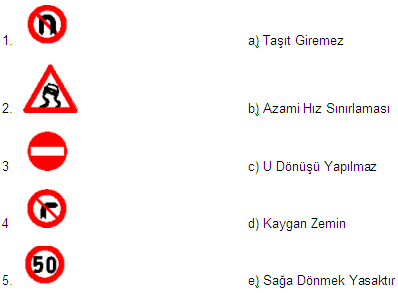 1. a) Taşıt Giremez
2. b) Azami Hız Sınırlaması
3 c) U Dönüşü Yapılmaz
4 d) Kaygan Zemin
5. 50 e) Sağa Dönmek Yasaktır